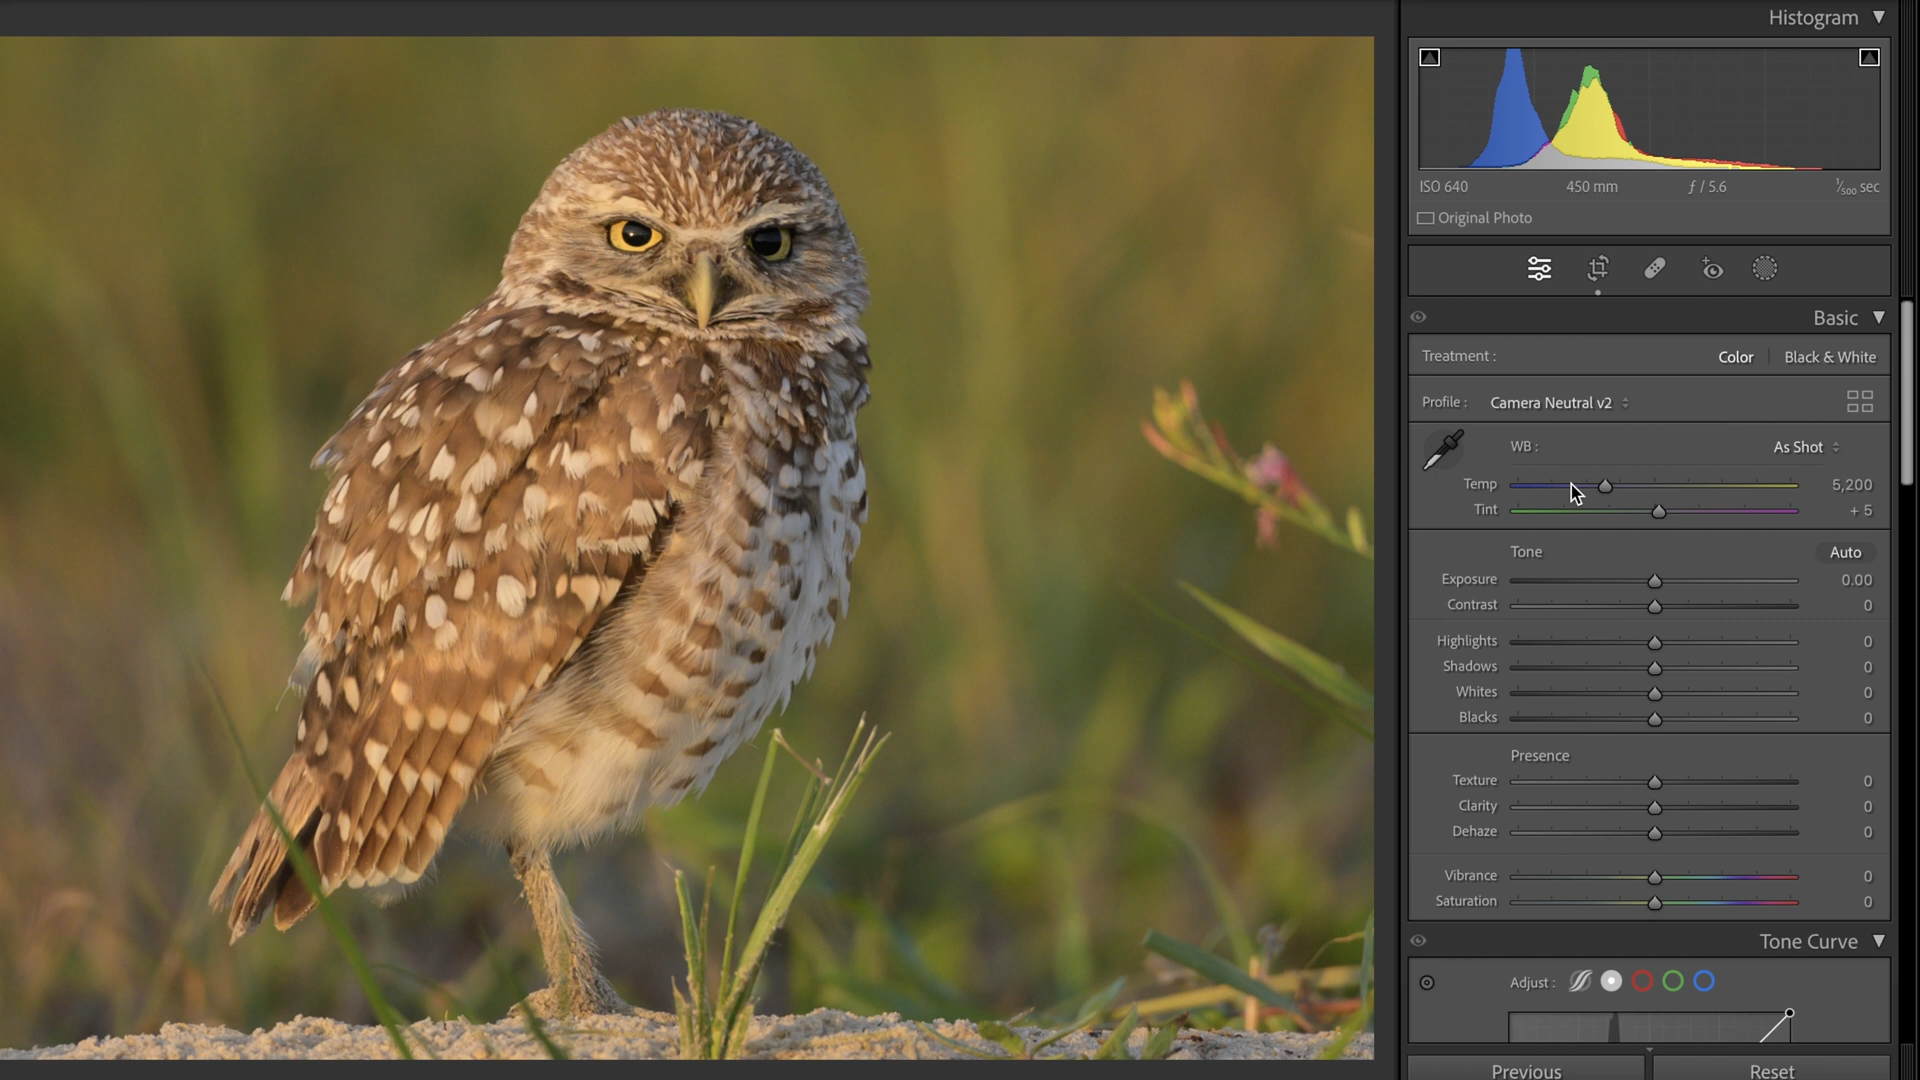 Histogram
ISO 640 450 mm ƒ / 5.6 1/500 sec
Original Photo
Basic
Treatment : Color Black & White
Profile : Camera Neutral v2
WB : As Shot
Temp 5,200
Tint + 5
Tone Auto
Exposure 0.00
Contrast 0
Highlights 0
Shadows 0
Whites 0
Blacks 0
Presence
Texture 0
Clarity 0
Dehaze 0
Vibrance 0
Saturation 0
Tone Curve
Adjust :
Previous Reset